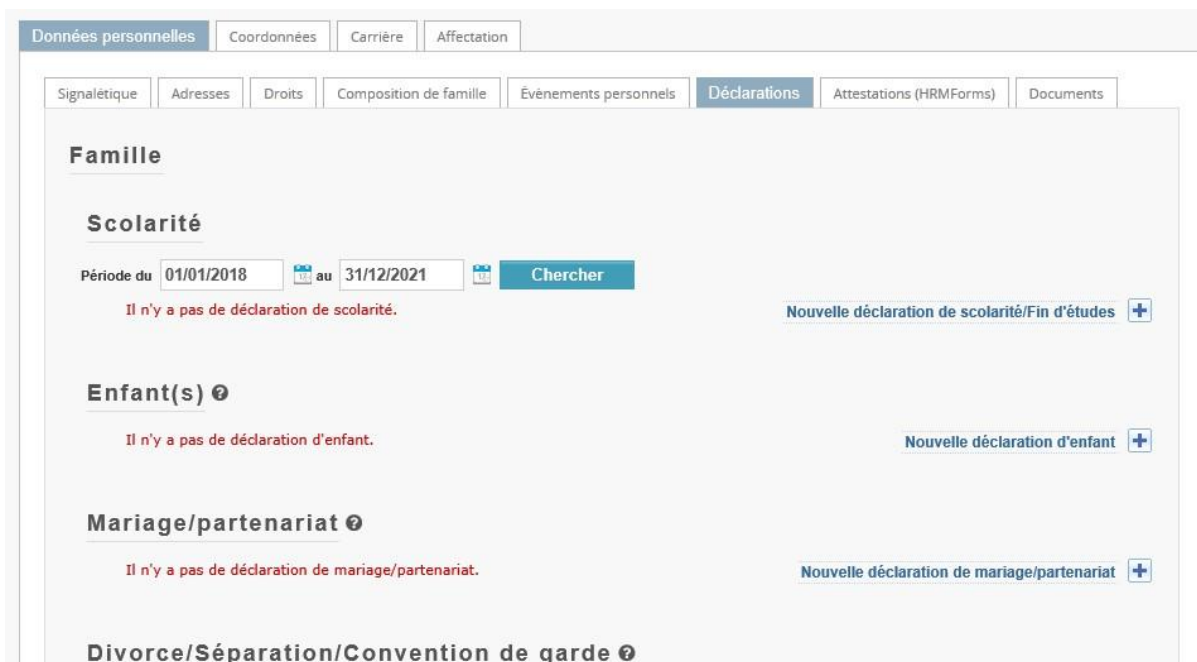 Données personnelles Coordonnées Carrière Affectation
Signalétique Adresses Droits Composition de famille Évènements personnels Déclarations Attestations (HRMForms) Documents
Famille
Scolarité
Période du 01/01/2018 au 31/12/2021 Chercher
Il n'y a pas de déclaration de scolarité. Nouvelle déclaration de scolarité/Fin d'études
Enfant(s)
Il n'y a pas de déclaration d'enfant. Nouvelle déclaration d'enfant
Mariage/partenariat
Il n'y a pas de déclaration de mariage/partenariat. Nouvelle déclaration de mariage/partenariat
Divorce/Séparation/Convention de garde